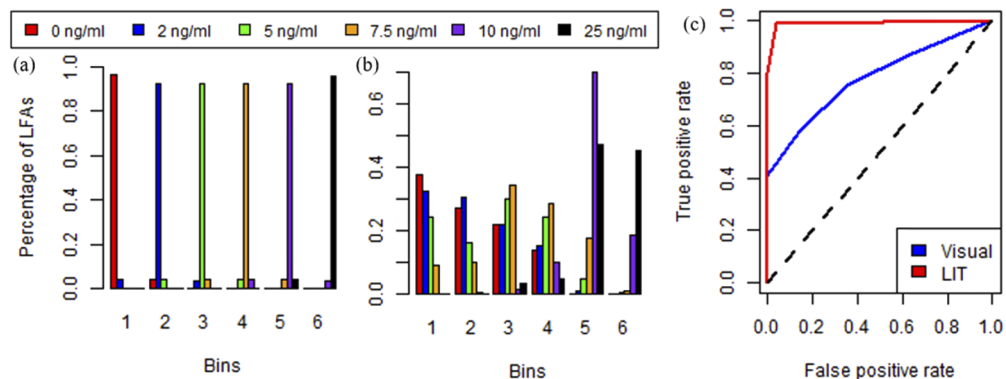 0 ng/ml 2 ng/ml 5 ng/ml 7.5 ng/ml 10 ng/ml 25 ng/ml
(a)
Percentage of LFAs
1.0
0.8
0.6
0.4
0.2
0.0
1 2 3 4 5 6
Bins
(b)
0.6
0.4
0.2
0.0
1 2 3 4 5 6
Bins
(c)
True positive rate
1.0
0.8
0.6
0.4
0.2
0.0
Visual
LIT
0.0 0.2 0.4 0.6 0.8 1.0
False positive rate